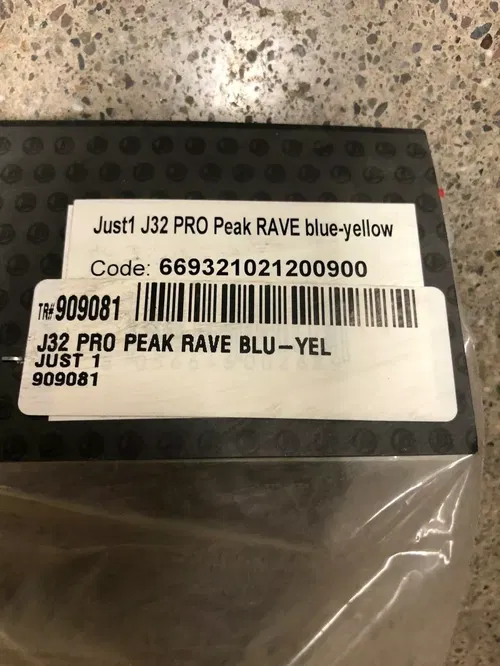 Just1 J32 PRO Peak RAVE blue-yellow
Code: 669321021200900
TR# 909081
J32 PRO PEAK RAVE BLU-YEL
JUST 1
909081